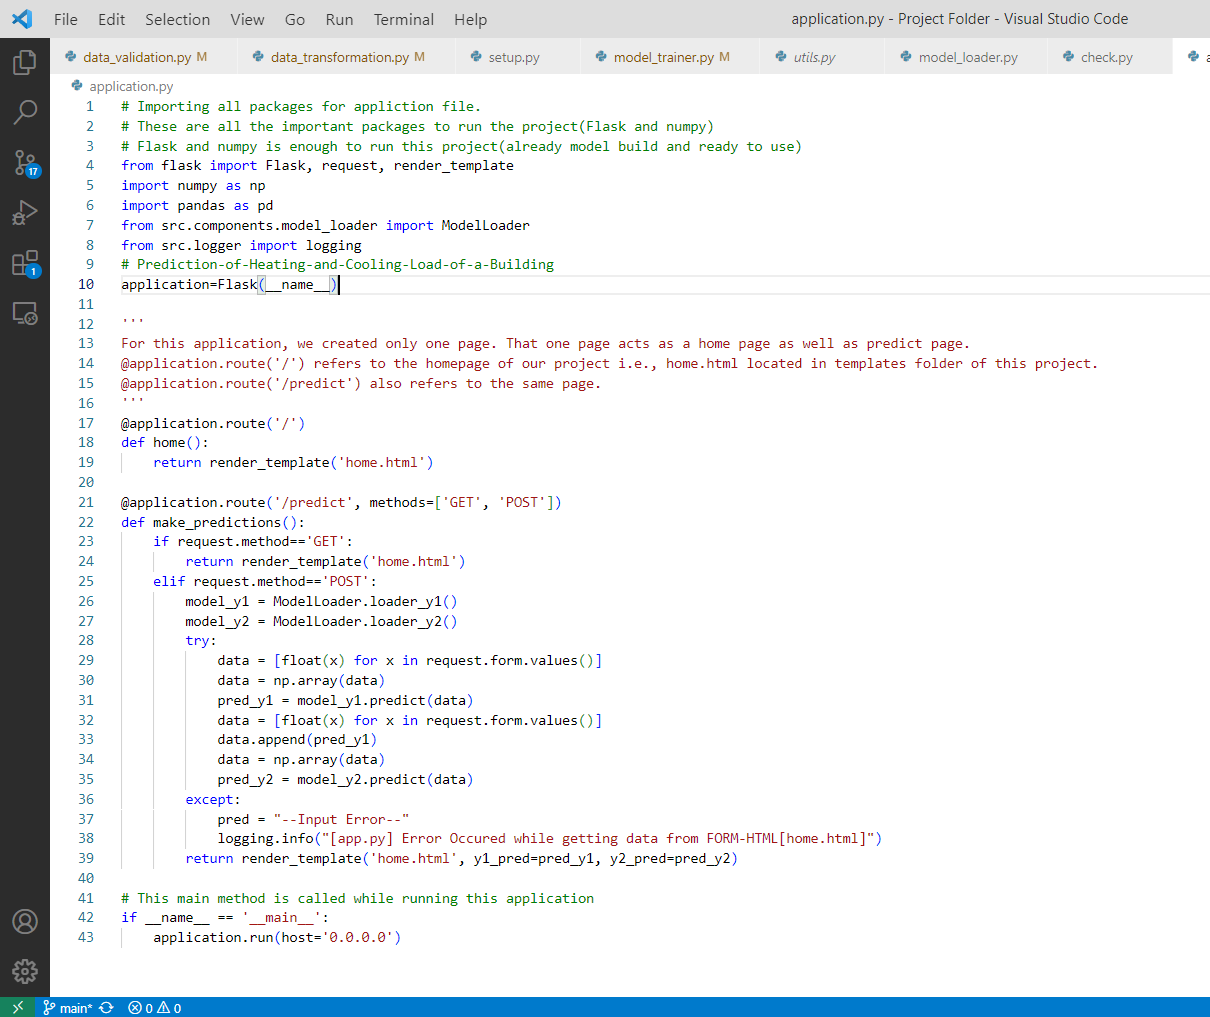 File Edit Selection View Go Run Terminal Help application.py - Project Folder - Visual Studio Code
data_validation.py M data_transformation.py M setup.py model_trainer.py M utils.py model_loader.py check.py
application.py
1 # Importing all packages for appliction file.
2 # These are all the important packages to run the project(Flask and numpy)
3 # Flask and numpy is enough to run this project(already model build and ready to use)
4 from flask import Flask, request, render_template
5 import numpy as np
6 import pandas as pd
7 from src.components.model_loader import ModelLoader
8 from src.logger import logging
9 # Prediction-of-Heating-and-Cooling-Load-of-a-Building
10 application=Flask(__name__)
11
12 '''
13 For this application, we created only one page. That one page acts as a home page as well as predict page.
14 @application.route('/') refers to the homepage of our project i.e., home.html located in templates folder of this project.
15 @application.route('/predict') also refers to the same page.
16 '''
17 @application.route('/')
18 def home():
19     return render_template('home.html')
20
21 @application.route('/predict', methods=['GET', 'POST'])
22 def make_predictions():
23     if request.method=='GET':
24         return render_template('home.html')
25     elif request.method=='POST':
26         model_y1 = ModelLoader.loader_y1()
27         model_y2 = ModelLoader.loader_y2()
28         try:
29             data = [float(x) for x in request.form.values()]
30             data = np.array(data)
31             pred_y1 = model_y1.predict(data)
32             data = [float(x) for x in request.form.values()]
33             data.append(pred_y1)
34             data = np.array(data)
35             pred_y2 = model_y2.predict(data)
36         except:
37             pred = "--Input Error--"
38             logging.info("[app.py] Error Occured while getting data from FORM-HTML[home.html]")
39         return render_template('home.html', y1_pred=pred_y1, y2_pred=pred_y2)
40
41 # This main method is called while running this application
42 if __name__ == '__main__':
43     application.run(host='0.0.0.0')
17
1
main* 0 0